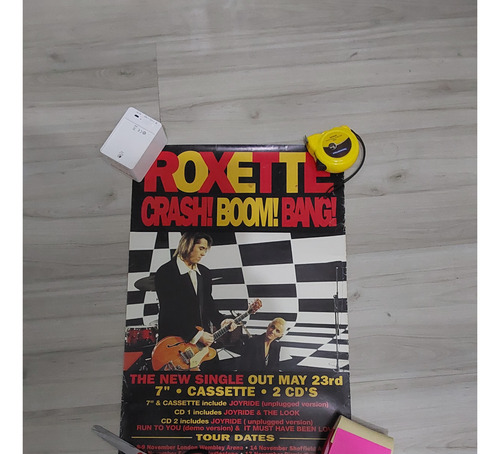 ROXETTE
CRASH! BOOM! BANG!
THE NEW SINGLE OUT MAY 23rd
7" • CASSETTE • 2 CD'S
7" & CASSETTE include JOYRIDE (unplugged version)
CD 1 includes JOYRIDE & THE LOOK
CD 2 includes JOYRIDE ( unplugged version)
RUN TO YOU (demo version) & IT MUST HAVE BEEN
TOUR DATES
November London Wembley Arena • 14 November Sheffield